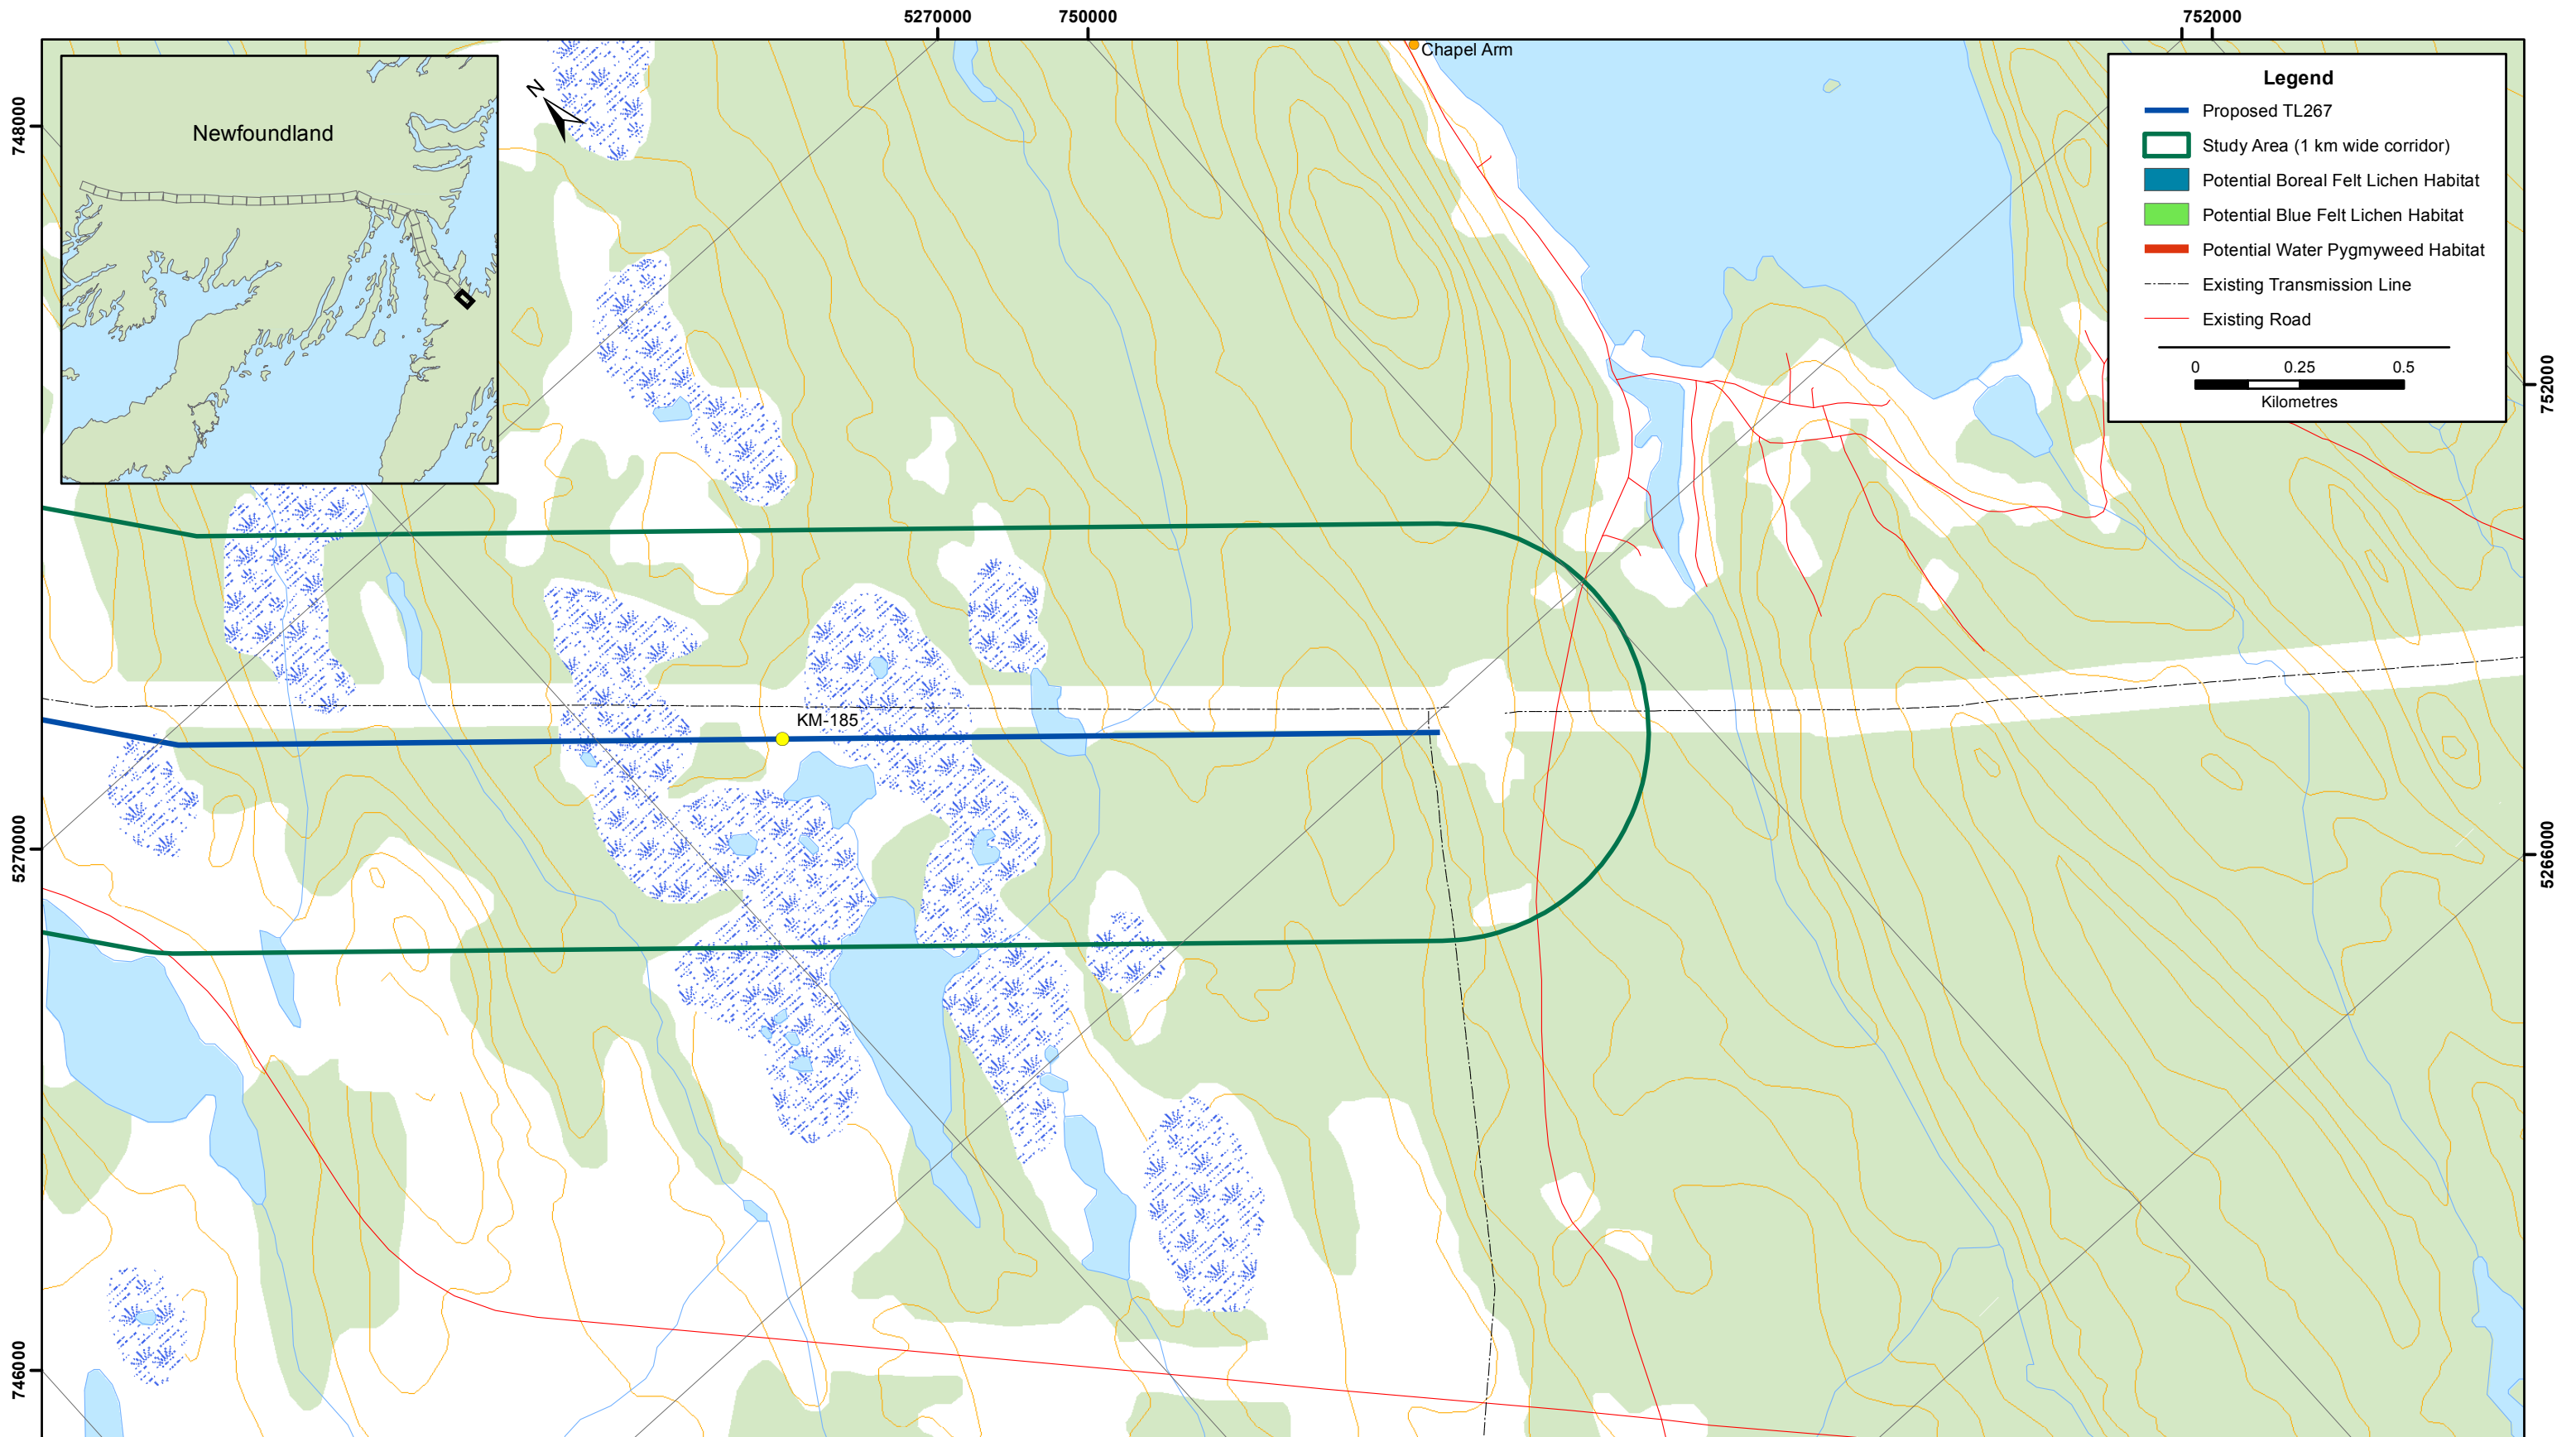 5270000
750000
752000
Chapel Arm
N
Newfoundland
Legend
Proposed TL267
Study Area (1 km wide corridor)
Potential Boreal Felt Lichen Habitat
Potential Blue Felt Lichen Habitat
Potential Water Pygmyweed Habitat
Existing Transmission Line
Existing Road
0 0.25 0.5
Kilometres
748000
752000
KM-185
5270000
5266000
746000